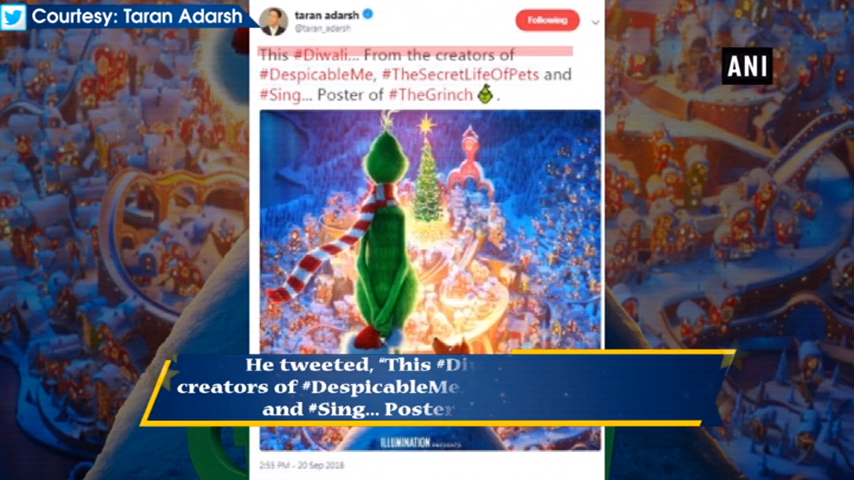 Courtesy: Taran Adarsh
taran adarsh
@taran_adarsh
Following
ANI
This #Diwali... From the creators of
#DespicableMe, #TheSecretLifeOfPets and
#Sing... Poster of #TheGrinch
He tweeted, "This #Di
creators of #DespicableMe
and #Sing... Poster
ILLUMINATION PRESENTS
2:55 PM - 20 Sep 2018